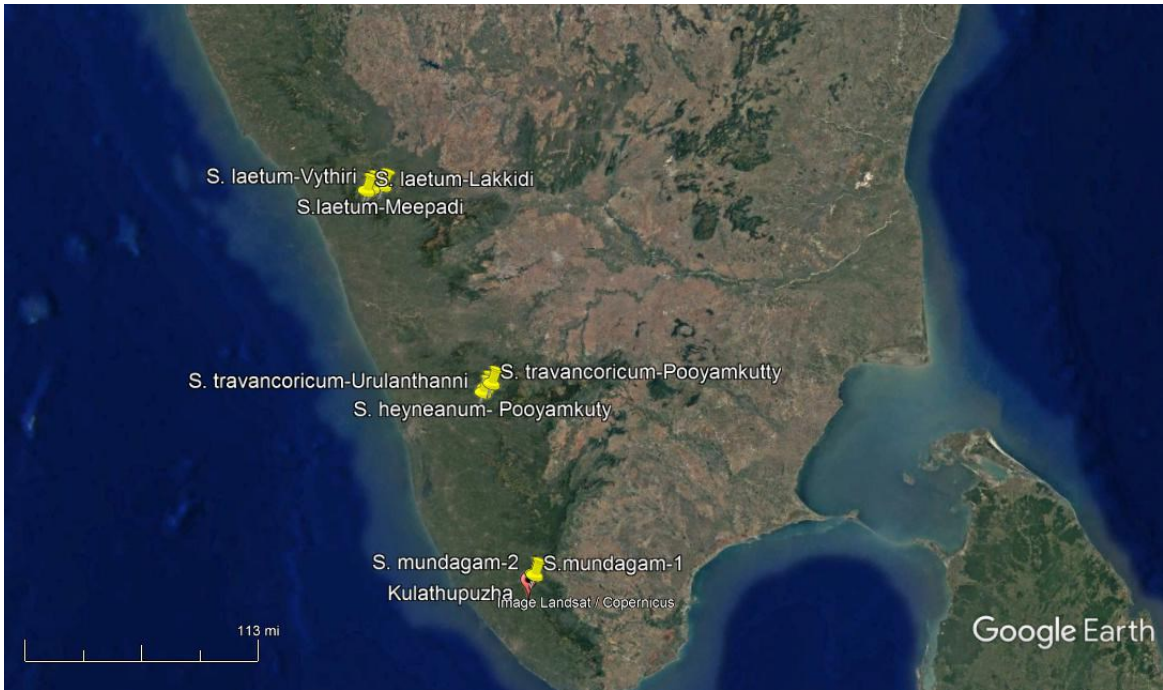 S. laetum-Vythiri
S. laetum-Lakkidi
S.laetum-Meepadi
S. travancoricum-Urulanthanni
S. travancoricum-Pooyamkutty
S. heyneanum- Pooyamkuty
S. mundagam-2
S.mundagam-1
Kulathupuzha
Image Landsat / Copernicus
113 mi
Google Earth